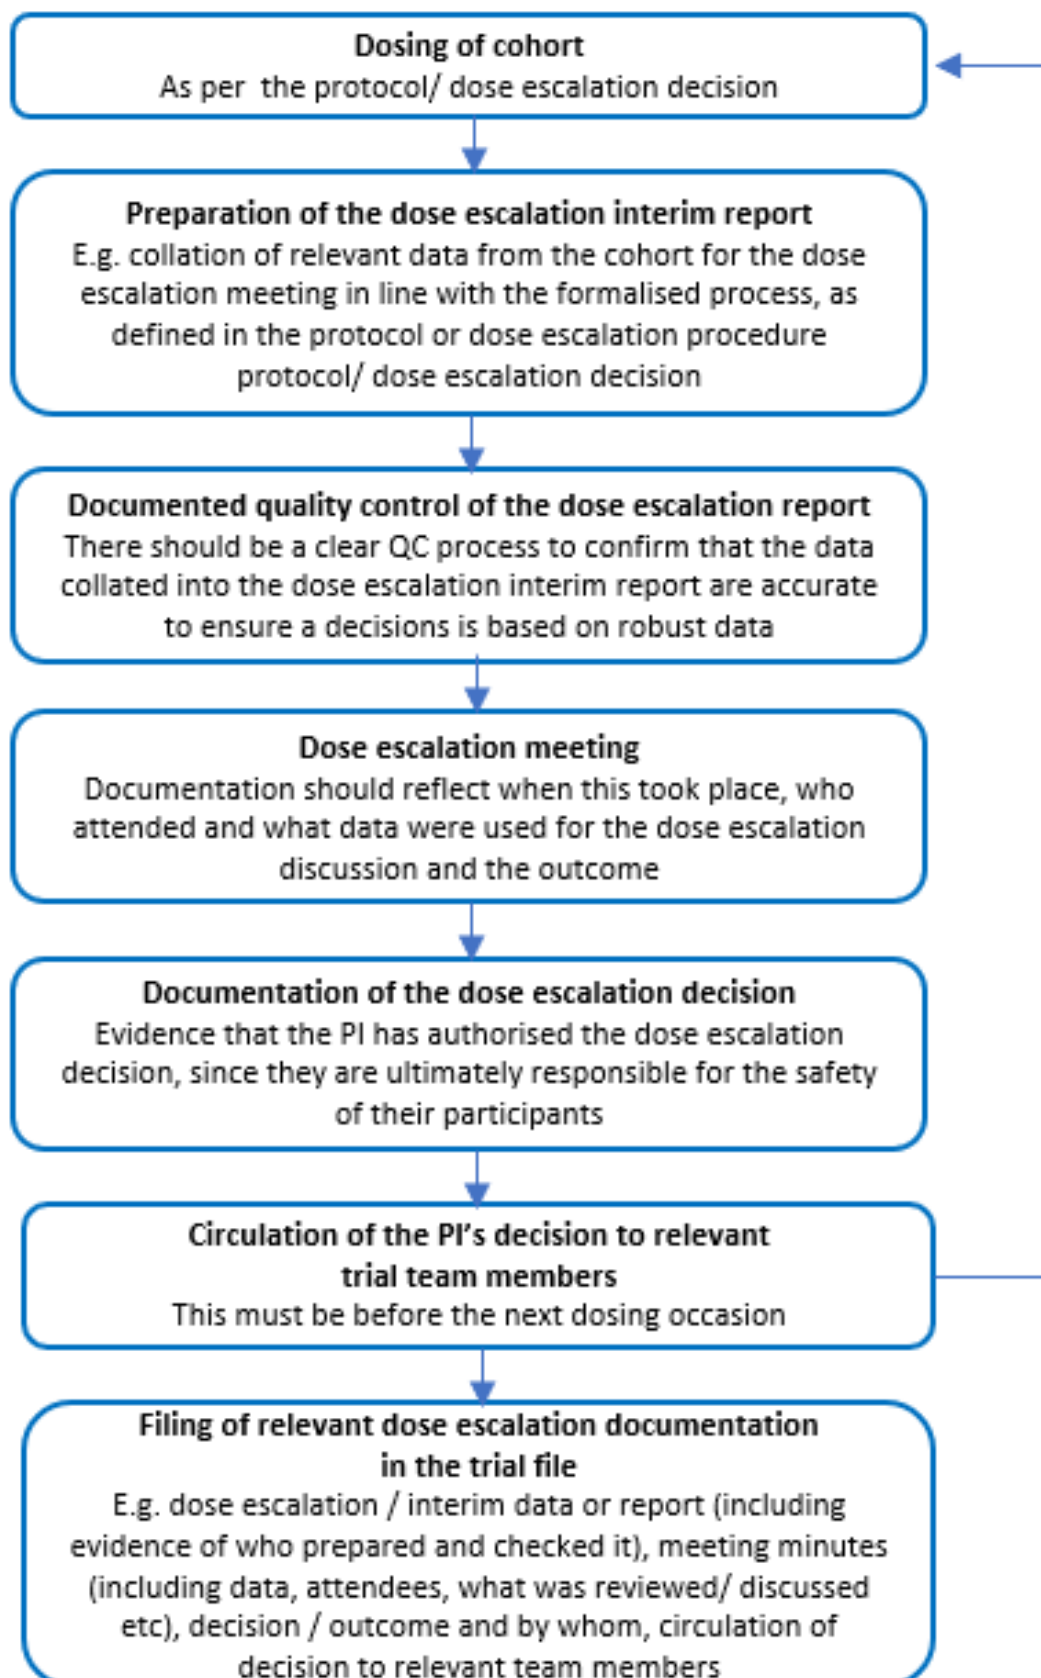 Dosing of cohort
As per the protocol/ dose escalation decision
Preparation of the dose escalation interim report
E.g. collation of relevant data from the cohort for the dose
escalation meeting in line with the formalised process, as
defined in the protocol or dose escalation procedure
protocol/ dose escalation decision
Documented quality control of the dose escalation report
There should be a clear QC process to confirm that the data
collated into the dose escalation interim report are accurate
to ensure a decisions is based on robust data
Dose escalation meeting
Documentation should reflect when this took place, who
attended and what data were used for the dose escalation
discussion and the outcome
Documentation of the dose escalation decision
Evidence that the PI has authorised the dose escalation
decision, since they are ultimately responsible for the safety
of their participants
Circulation of the PI's decision to relevant
trial team members
This must be before the next dosing occasion
Filing of relevant dose escalation documentation
in the trial file
E.g. dose escalation / interim data or report (including
evidence of who prepared and checked it), meeting minutes
(including data, attendees, what was reviewed/ discussed
etc), decision / outcome and by whom, circulation of
decision to relevant team members